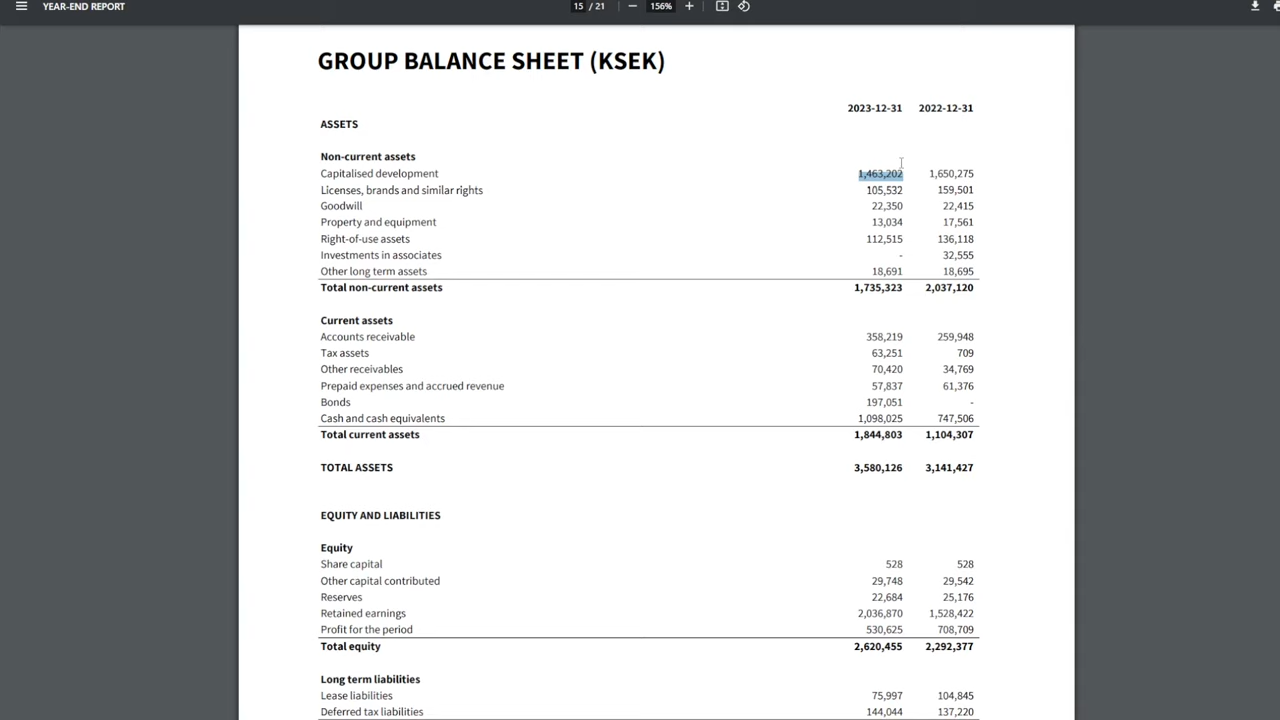 YEAR-END REPORT 15 / 21 156%
GROUP BALANCE SHEET (KSEK)
2023-12-31 2022-12-31
ASSETS
Non-current assets
Capitalised development 1,463,202 1,650,275
Licenses, brands and similar rights 105,532 159,501
Goodwill 22,350 22,415
Property and equipment 13,034 17,561
Right-of-use assets 112,515 136,118
Investments in associates - 32,555
Other long term assets 18,691 18,695
Total non-current assets 1,735,323 2,037,120
Current assets
Accounts receivable 358,219 259,948
Tax assets 63,251 709
Other receivables 70,420 34,769
Prepaid expenses and accrued revenue 57,837 61,376
Bonds 197,051 -
Cash and cash equivalents 1,098,025 747,506
Total current assets 1,844,803 1,104,307
TOTAL ASSETS 3,580,126 3,141,427
EQUITY AND LIABILITIES
Equity
Share capital 528 528
Other capital contributed 29,748 29,542
Reserves 22,684 25,176
Retained earnings 2,036,870 1,528,422
Profit for the period 530,625 708,709
Total equity 2,620,455 2,292,377
Long term liabilities
Lease liabilities 75,997 104,845
Deferred tax liabilities 144,044 137,220